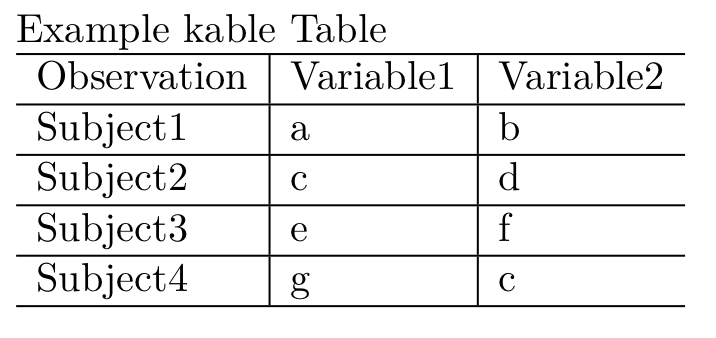 Example kable Table
Observation Variable1 Variable2
Subject1 a b
Subject2 c d
Subject3 e f
Subject4 g c